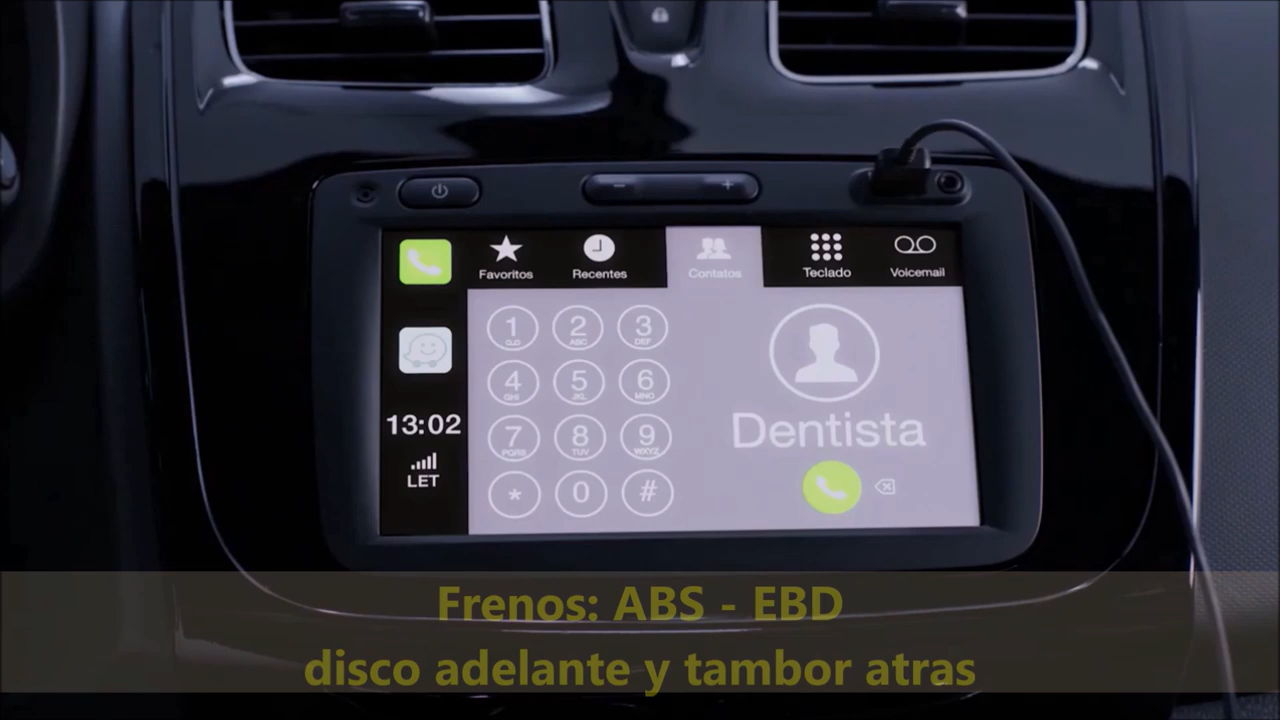 − +
Favoritos Recentes Contatos Teclado Voicemail
1 2 3
ABC DEF
4 5 6
GHI JKL MNO
7 8 9
PQRS TUV WXYZ
* 0 #
Dentista
13:02
LET
Frenos: ABS - EBD
disco adelante y tambor atras